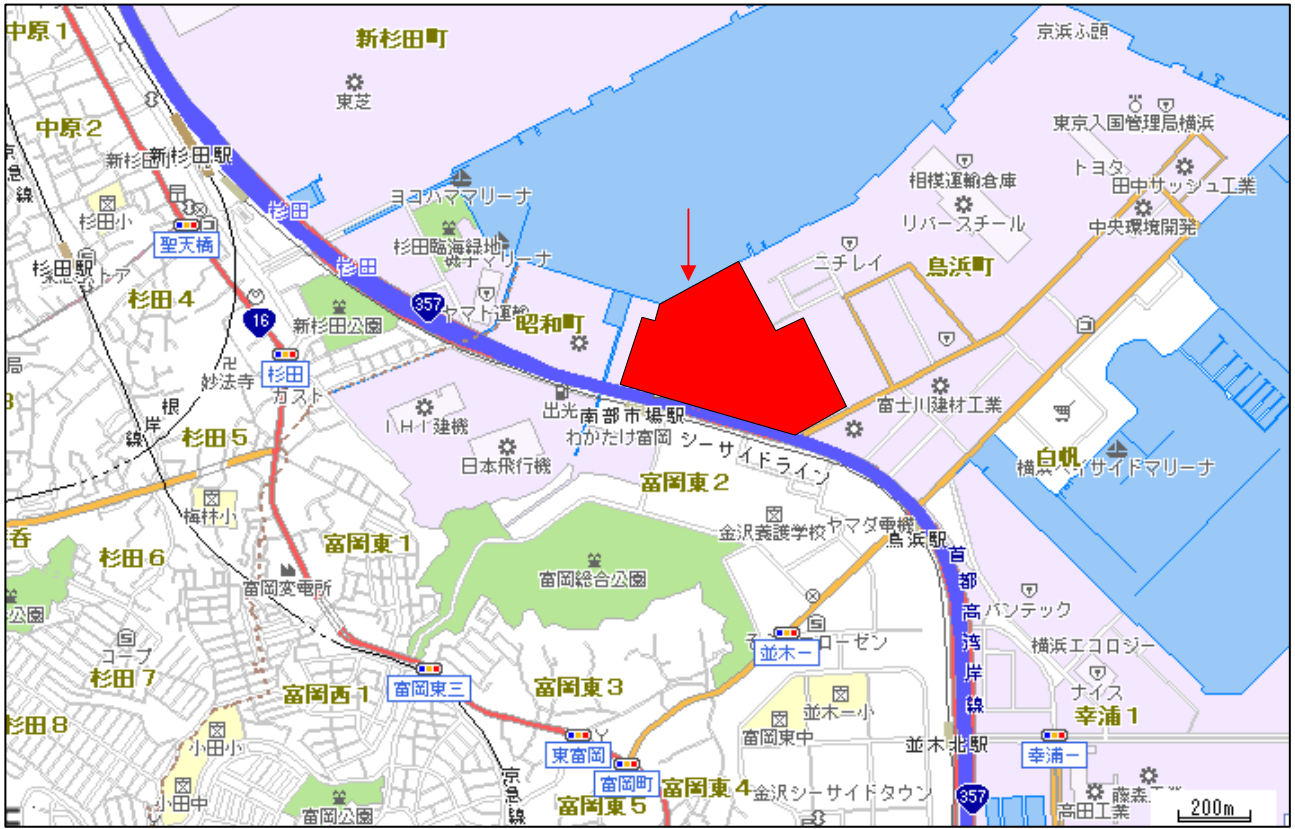 中原1
新杉田町
京浜ふ頭
東芝
中原2
東京入国管理局横浜
新杉田駅
トヨタ
相模運輸倉庫
田中サッシュ工業
杉田小
ヨコハママリーナ
リバースチール
中央環境開発
杉田
聖天橋
杉田臨海緑地
磯子マリーナ
ニチレイ
鳥浜町
杉田駅
杉田
杉田4
357
ヤマト運輸
新杉田公園
16
昭和町
妙法寺
杉田
ガスト
富士川建材工業
出光
南部市場駅
IHI建機
わかたけ富岡
シーサイドライン
根岸線
杉田5
日本飛行機
白帆
横浜ベイサイドマリーナ
富岡東2
梅林小
金沢養護学校
ヤマダ電機
鳥浜駅
杉田6
富岡東1
首都高湾岸線
富岡変電所
富岡総合公園
公園
バンテック
コープ
並木一
横浜エコロジー
杉田7
富岡西1
富岡東三
富岡東3
ナイス
並木一小
幸浦1
杉田8
小田小
東富岡
富岡東中
並木北駅
幸浦一
京急線
富岡町
富岡東4
小田中
富岡公園
富岡東5
金沢シーサイドタウン
357
高田工業
200m